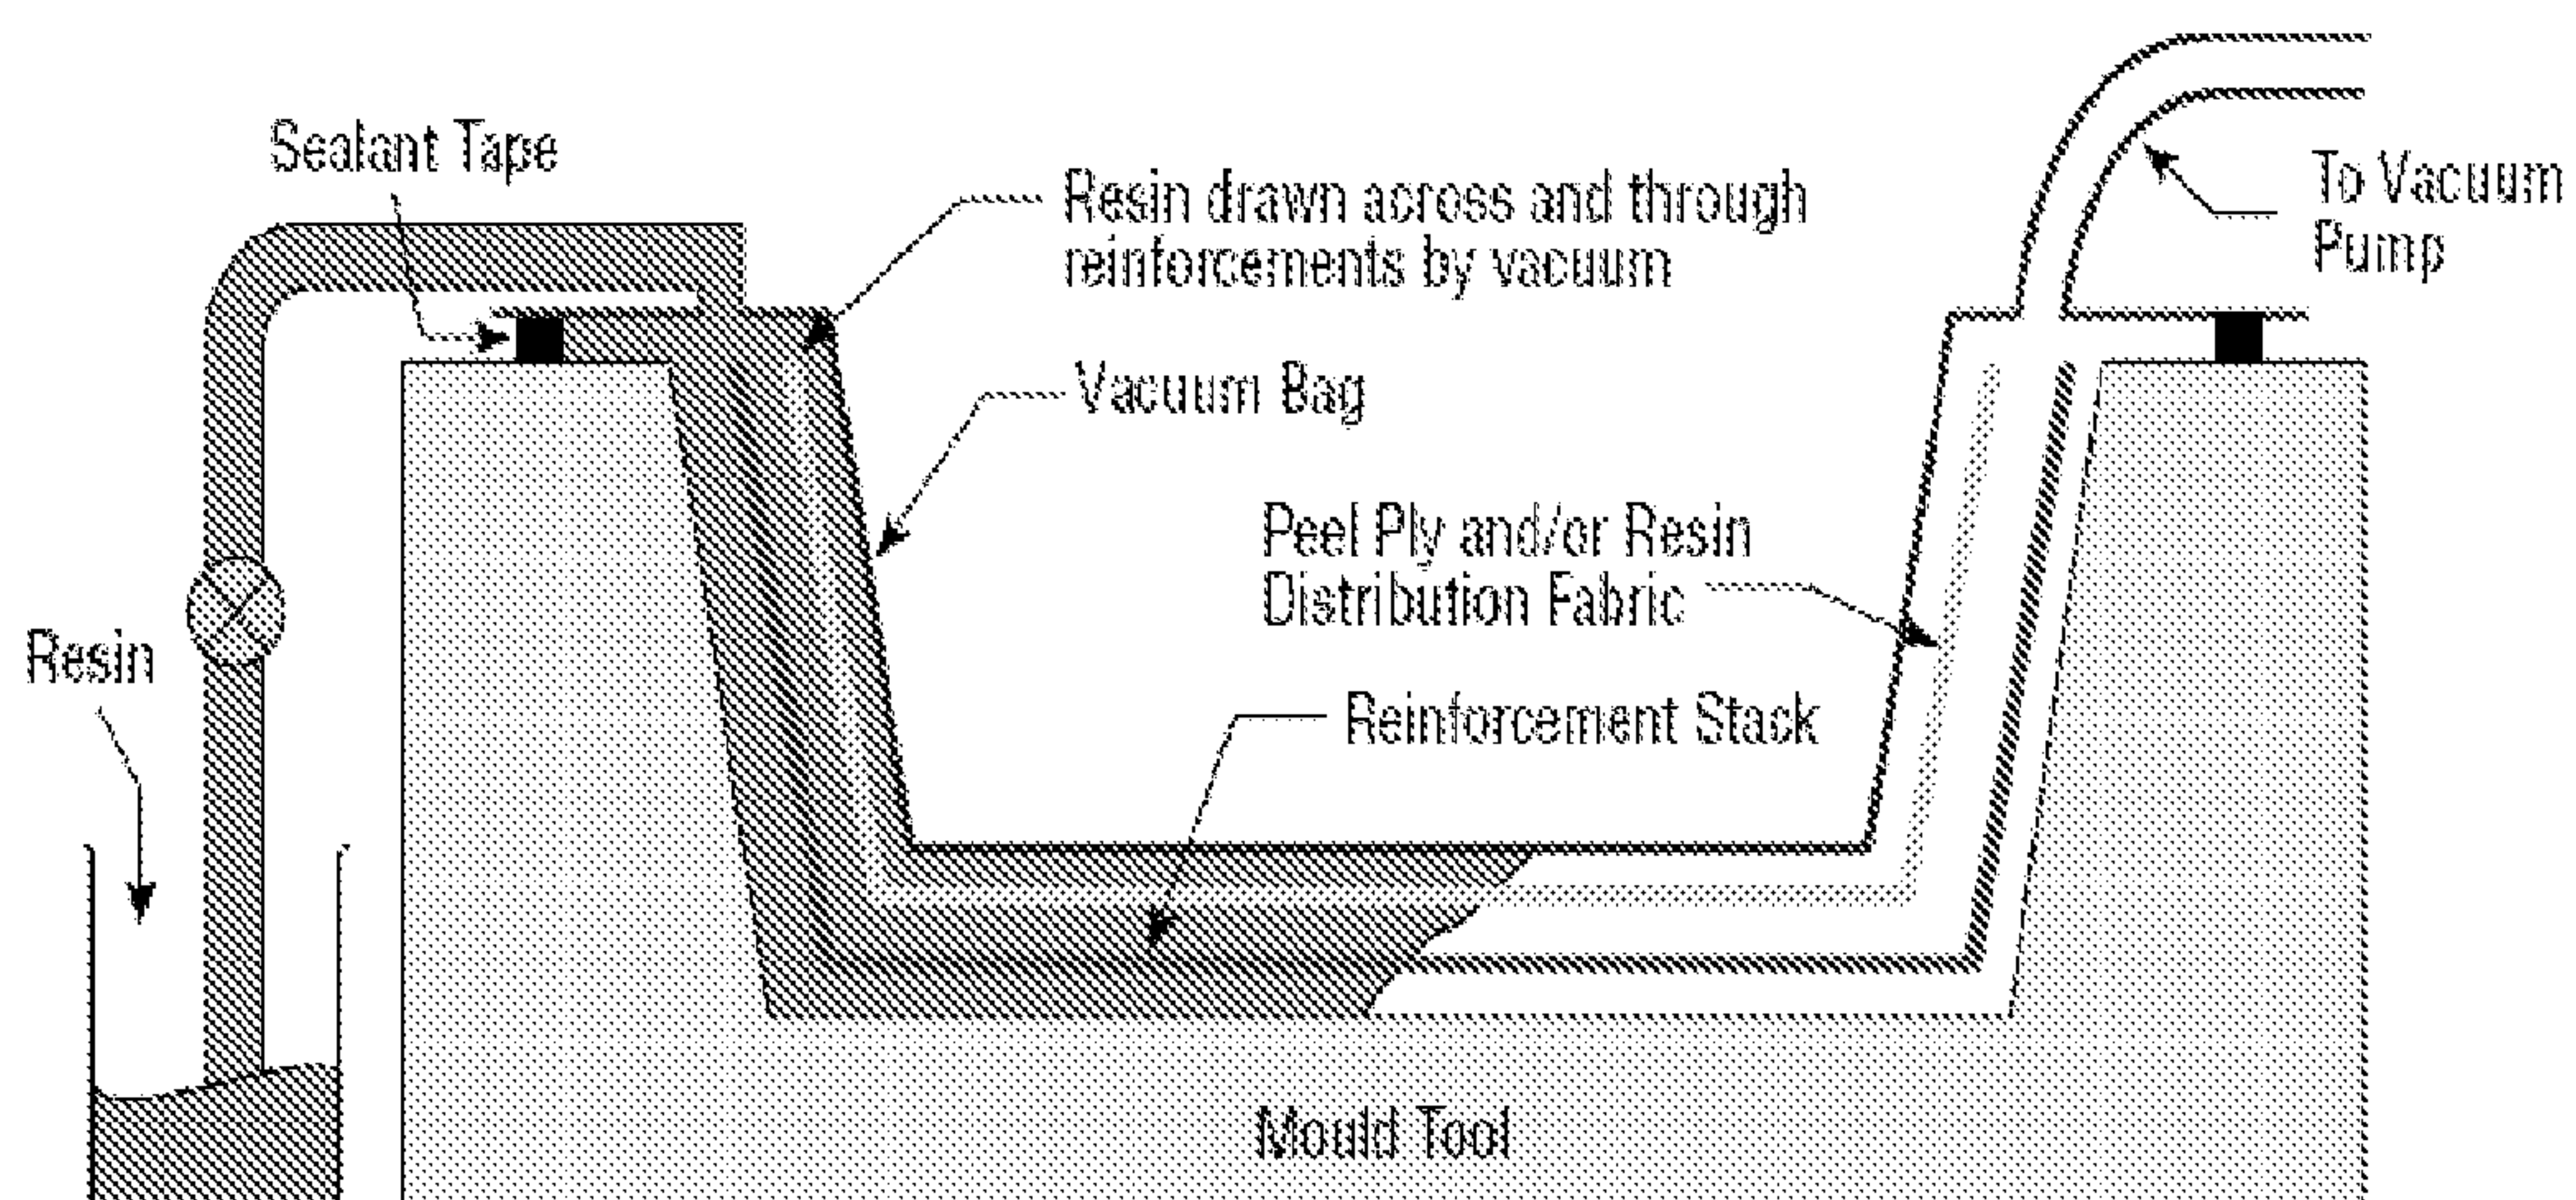 Sealant Tape
Resin drawn across and through
reinforcements by vacuum
To Vacuum
Pump
Vacuum Bag
Peel Ply and/or Resin
Distribution Fabric
Resin
Reinforcement Stack
Mould Tool